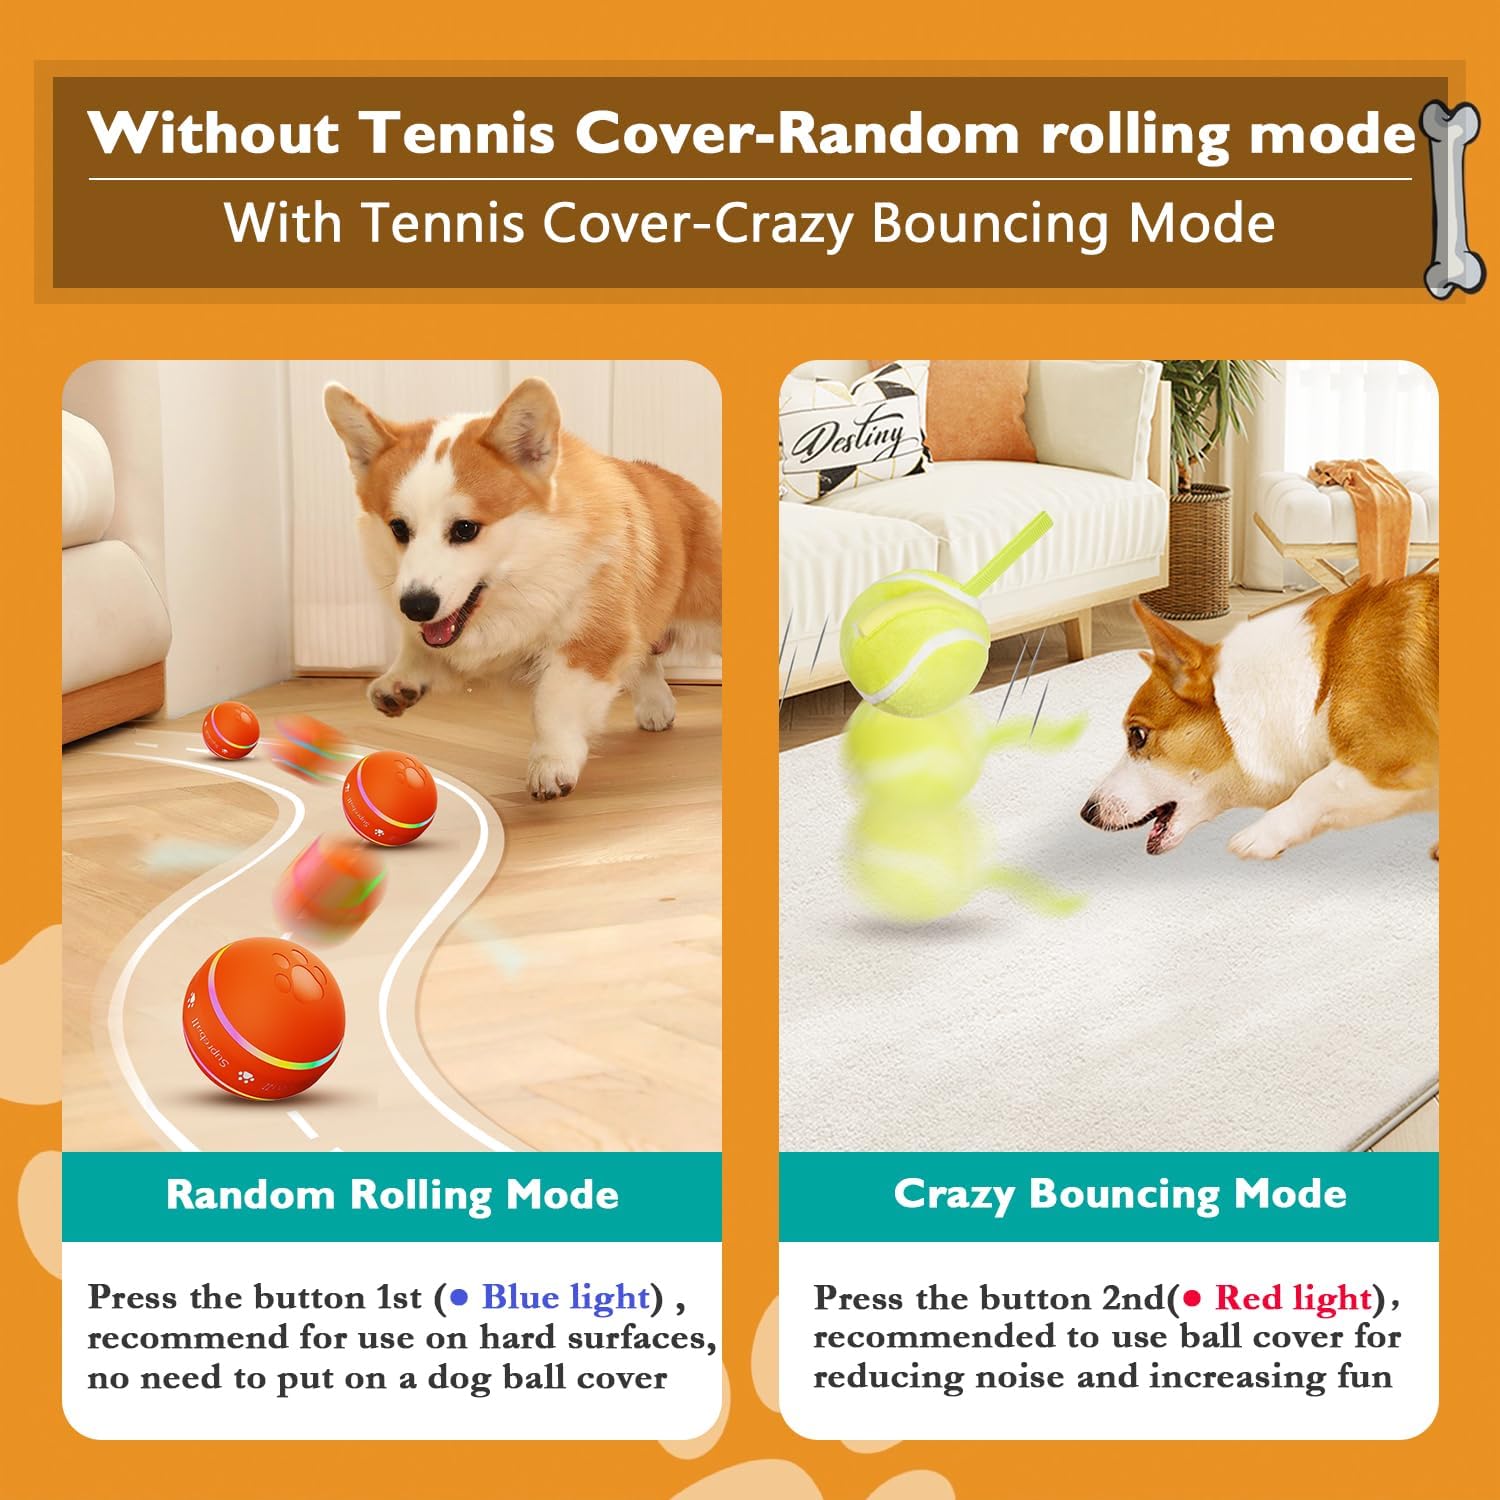 Without Tennis Cover-Random rolling mode
With Tennis Cover-Crazy Bouncing Mode
Destiny
Supraball
Random Rolling Mode
Press the button 1st (● Blue light) ,
recommend for use on hard surfaces,
no need to put on a dog ball cover
Crazy Bouncing Mode
Press the button 2nd(● Red light),
recommended to use ball cover for
reducing noise and increasing fun